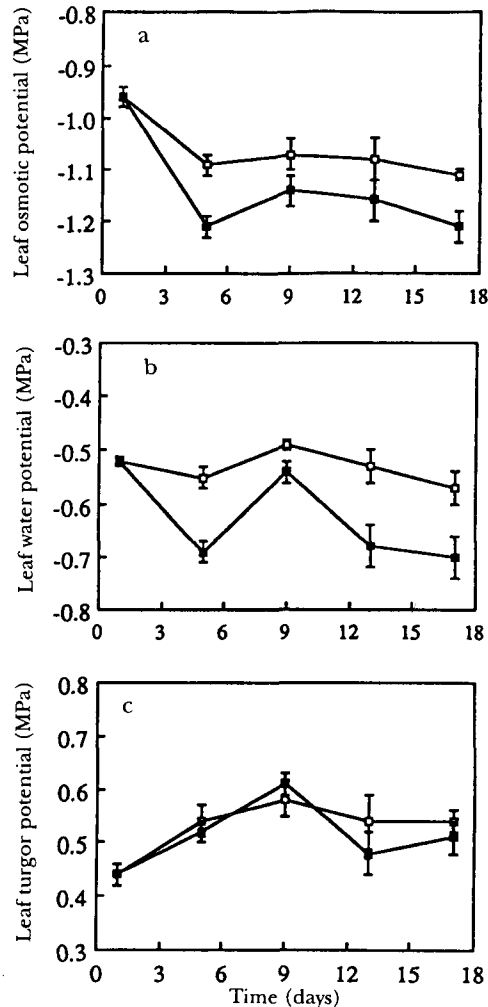 Leaf osmotic potential (MPa)
a
-0.8
-0.9
-1.0
-1.1
-1.2
-1.3
0 3 6 9 12 15 18
Leaf water potential (MPa)
b
-0.3
-0.4
-0.5
-0.6
-0.7
-0.8
0 3 6 9 12 15 18
Leaf turgor potential (MPa)
c
0.8
0.7
0.6
0.5
0.4
0.3
0 3 6 9 12 15 18
Time (days)